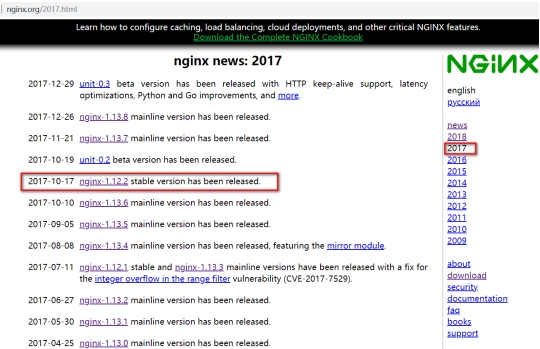 nginx.org/2017.html
Learn how to configure caching, load balancing, cloud deployments, and other critical NGINX features.
Download the Complete NGINX Cookbook
nginx news: 2017
NGINX
2017-12-29 unit-0.3 beta version has been released with HTTP keep-alive support, latency
optimizations, Python and Go improvements, and more.
2017-12-26 nginx-1.13.8 mainline version has been released.
2017-11-21 nginx-1.13.7 mainline version has been released.
2017-10-19 unit-0.2 beta version has been released.
2017-10-17 nginx-1.12.2 stable version has been released.
2017-10-10 nginx-1.13.6 mainline version has been released.
2017-09-05 nginx-1.13.5 mainline version has been released.
2017-08-08 nginx-1.13.4 mainline version has been released, featuring the mirror module.
2017-07-11 nginx-1.12.1 stable and nginx-1.13.3 mainline versions have been released with a fix for
the integer overflow in the range filter vulnerability (CVE-2017-7529).
2017-06-27 nginx-1.13.2 mainline version has been released.
2017-05-30 nginx-1.13.1 mainline version has been released.
2017-04-25 nginx-1.13.0 mainline version has been released.
english
русский
news
2018
2017
2016
2015
2014
2013
2012
2011
2010
2009
about
download
security
documentation
faq
books
support